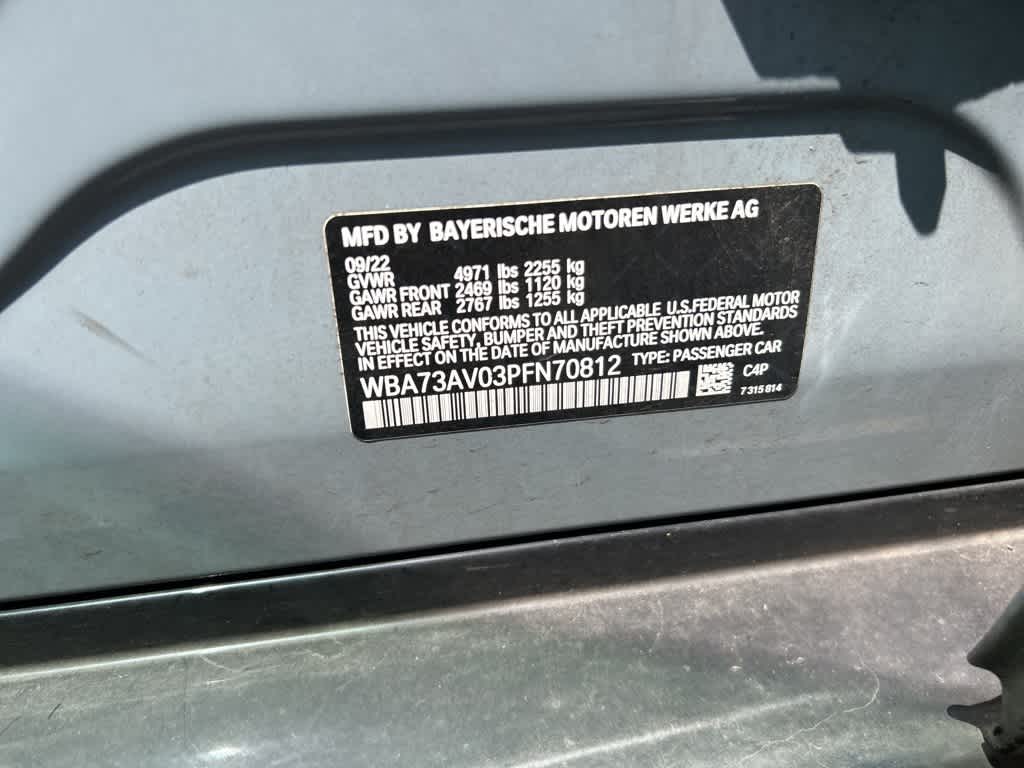 MFD BY BAYERISCHE MOTOREN WERKE AG
09/22
GVWR 4971 lbs 2255 kg
GAWR FRONT 2469 lbs 1120 kg
GAWR REAR 2767 lbs 1255 kg
THIS VEHICLE CONFORMS TO ALL APPLICABLE U.S.FEDERAL MOTOR
VEHICLE SAFETY, BUMPER AND THEFT PREVENTION STANDARDS
IN EFFECT ON THE DATE OF MANUFACTURE SHOWN ABOVE.
WBA73AV03PFN70812 TYPE: PASSENGER CAR
C4P
7315814